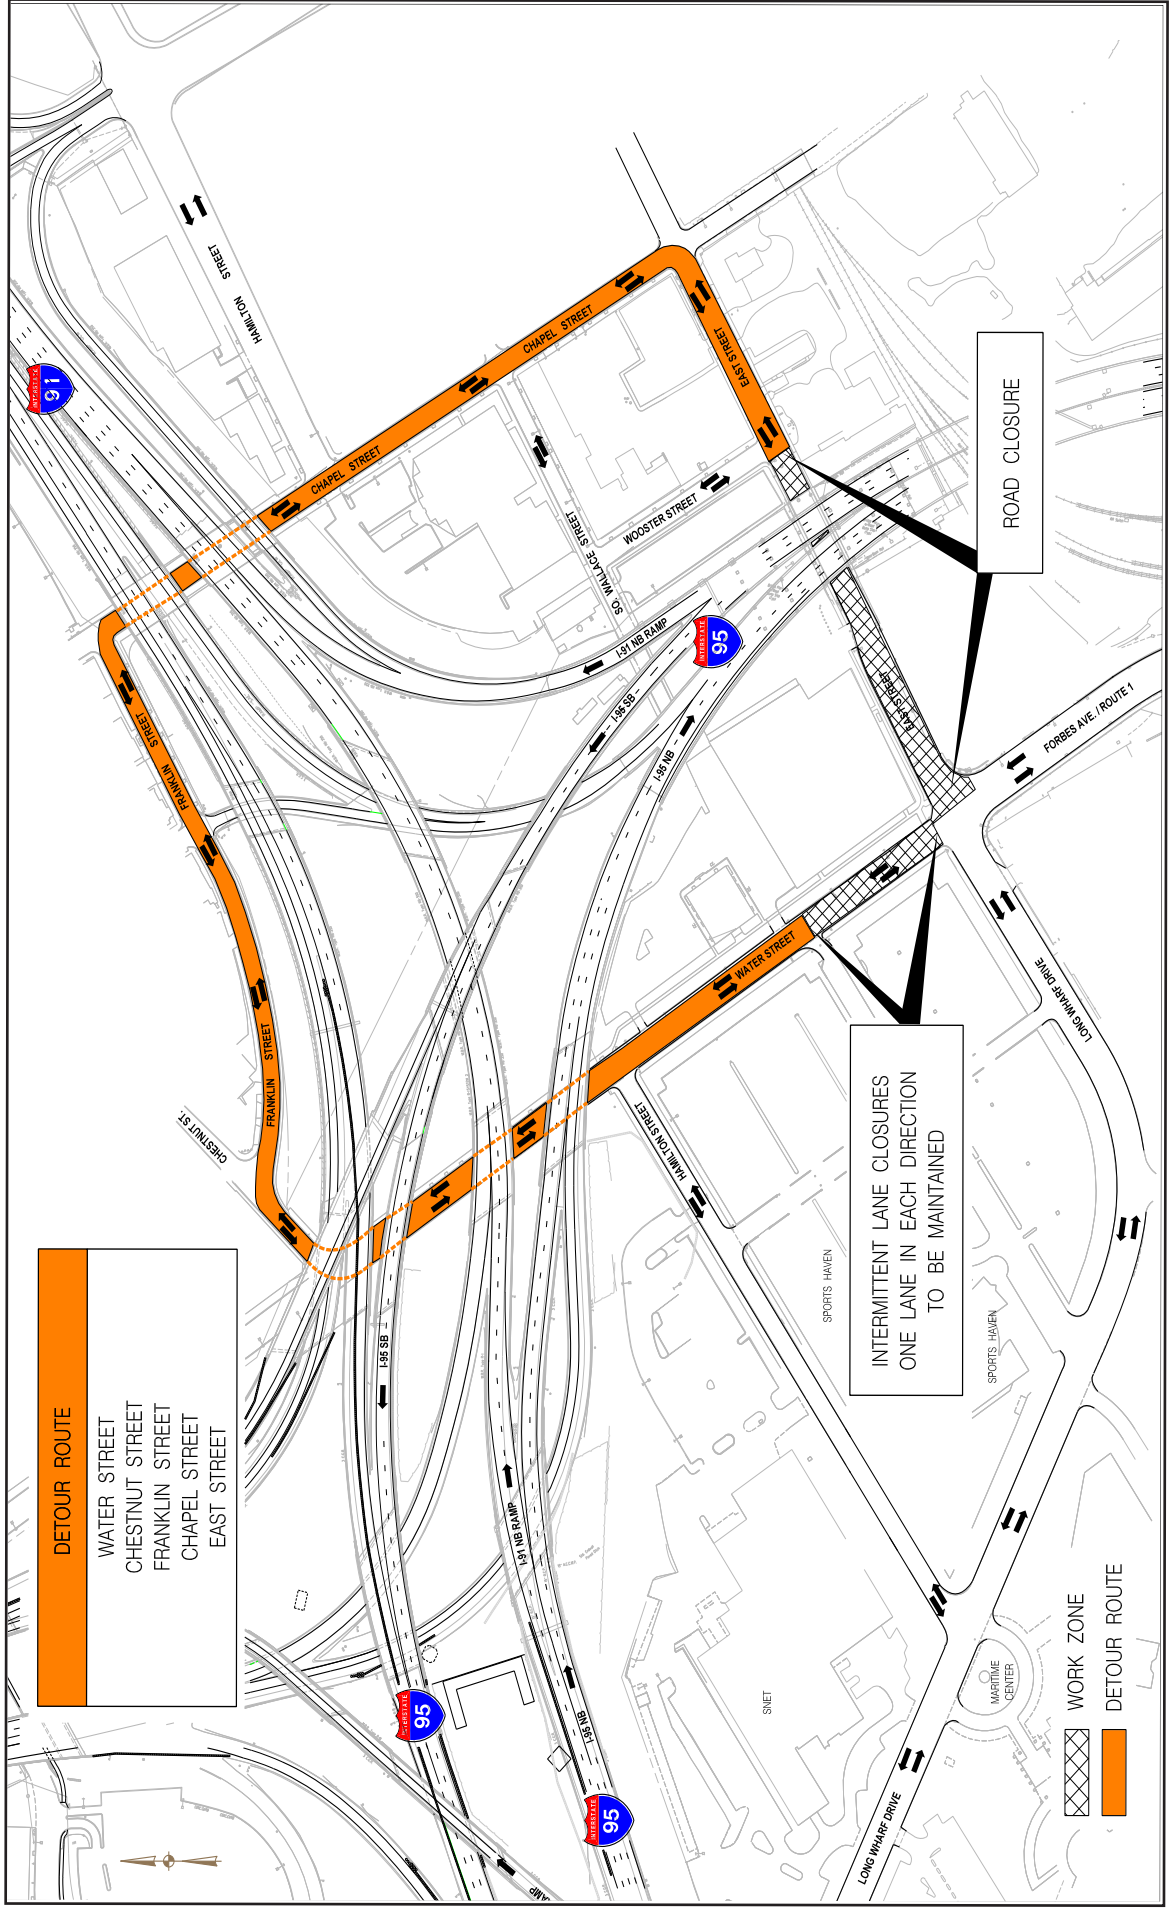 DETOUR ROUTE
WATER STREET
CHESTNUT STREET
FRANKLIN STREET
CHAPEL STREET
EAST STREET
INTERSTATE
91
HAMILTON STREET
CHAPEL STREET
CHAPEL STREET
EAST STREET
SO. WALLACE STREET
WOOSTER STREET
ROAD CLOSURE
FRANKLIN STREET
FRANKLIN STREET
CHESTNUT ST.
I-91 NB RAMP
I-95 SB
I-95 NB
INTERSTATE
95
EAST STREET
FORBES AVE. / ROUTE 1
WATER STREET
LONG WHARF DRIVE
HAMILTON STREET
INTERMITTENT LANE CLOSURES
ONE LANE IN EACH DIRECTION
TO BE MAINTAINED
SPORTS HAVEN
SPORTS HAVEN
I-95 SB
I-91 NB RAMP
INTERSTATE
95
I-95 NB
INTERSTATE
95
SNET
MARITIME
CENTER
LONG WHARF DRIVE
WORK ZONE
DETOUR ROUTE